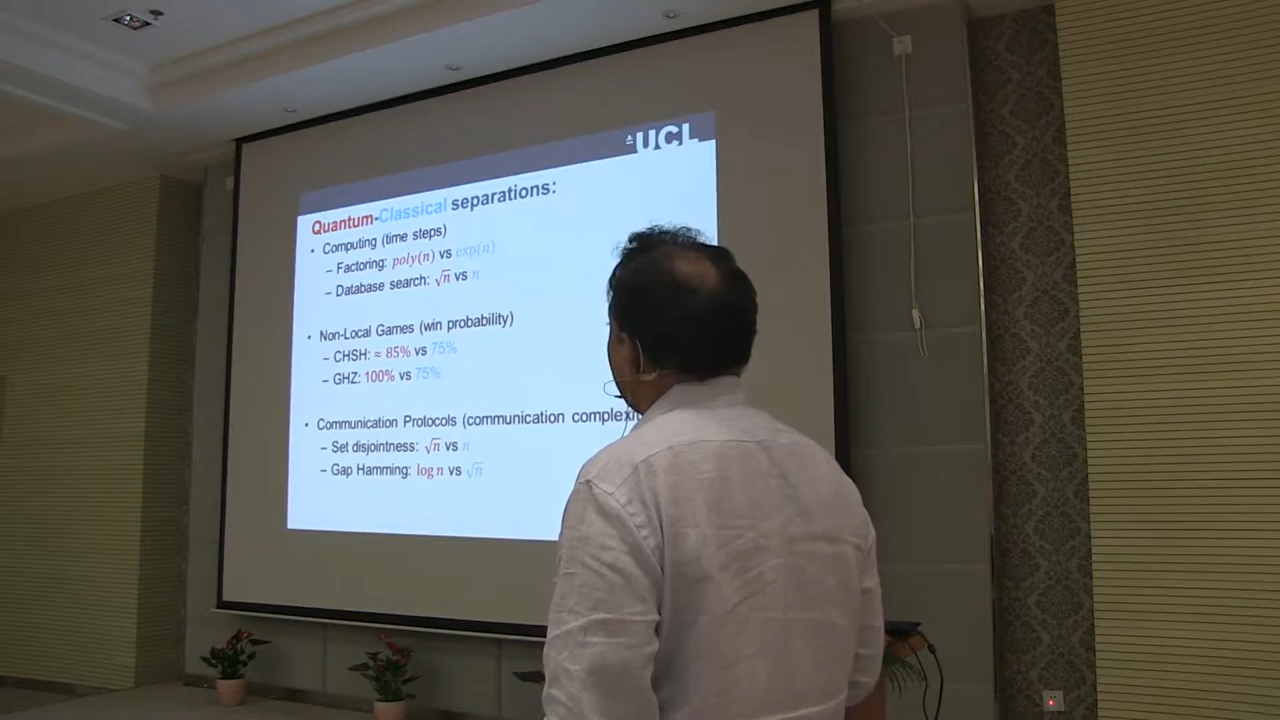 UCL
Quantum-Classical separations:
• Computing (time steps)
– Factoring: poly(n) vs exp(n)
– Database search: √n vs n
• Non-Local Games (win probability)
– CHSH: ≈ 85% vs 75%
– GHZ: 100% vs 75%
• Communication Protocols (communication
– Set disjointness: √n vs n
– Gap Hamming: log n vs √n